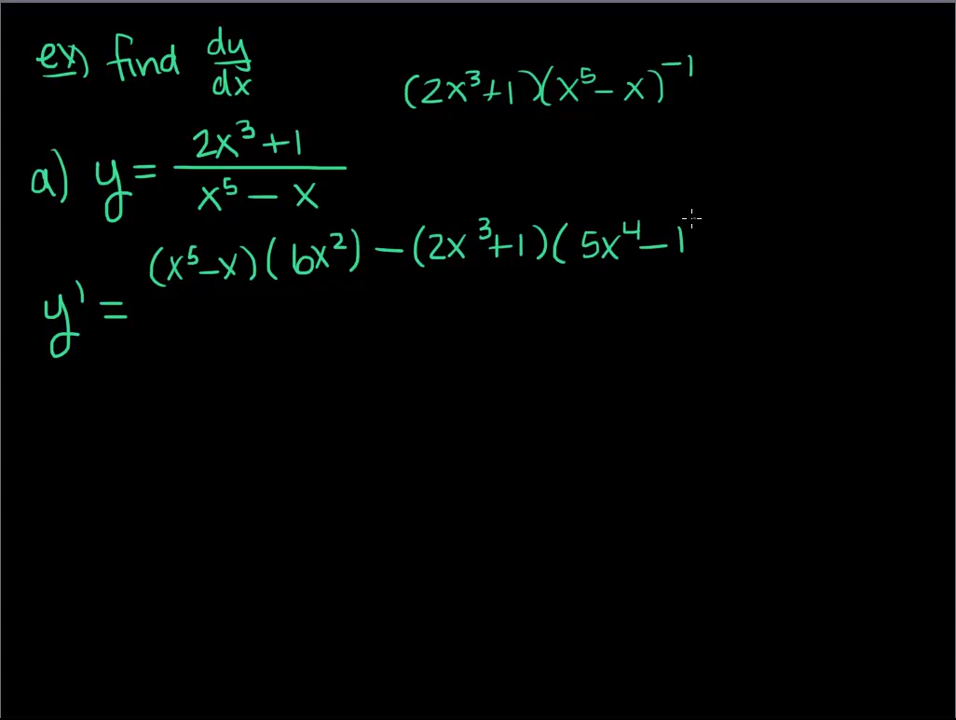 ex) find dy/dx
(2x³+1)(x⁵-x)⁻¹
a) y = (2x³+1)/(x⁵-x)
y' = (x⁵-x)(6x²) - (2x³+1)(5x⁴-1